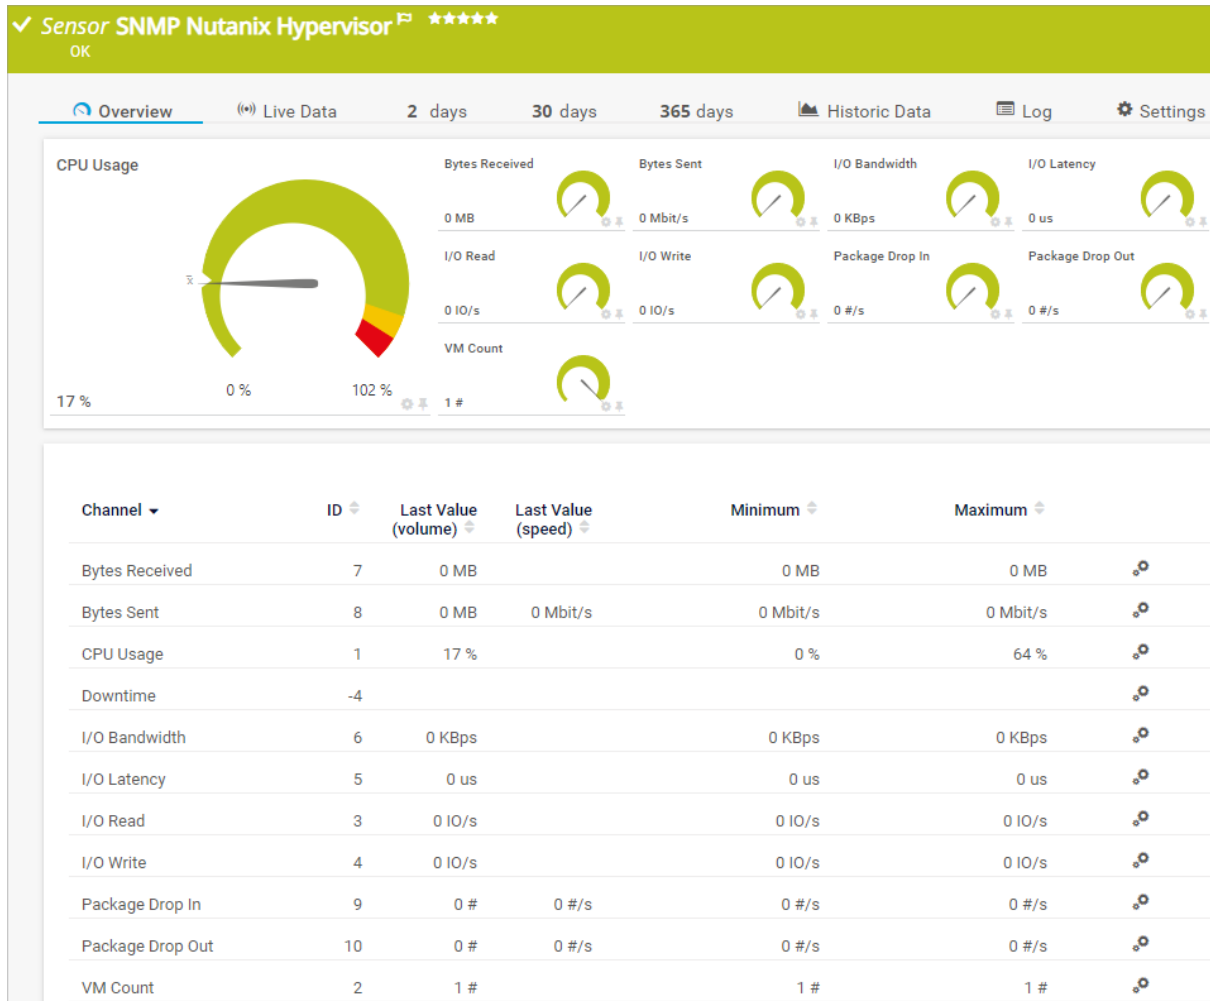 Sensor SNMP Nutanix Hypervisor
OK
Overview Live Data 2 days 30 days 365 days Historic Data Log Settings
CPU Usage
x̄
0 % 102 %
17 %
Bytes Received Bytes Sent I/O Bandwidth I/O Latency
0 MB 0 Mbit/s 0 KBps 0 us
I/O Read I/O Write Package Drop In Package Drop Out
0 IO/s 0 IO/s 0 #/s 0 #/s
VM Count
1 #
Channel ID Last Value (volume) Last Value (speed) Minimum Maximum
Bytes Received 7 0 MB 0 MB 0 MB
Bytes Sent 8 0 MB 0 Mbit/s 0 Mbit/s 0 Mbit/s
CPU Usage 1 17 % 0 % 64 %
Downtime -4
I/O Bandwidth 6 0 KBps 0 KBps 0 KBps
I/O Latency 5 0 us 0 us 0 us
I/O Read 3 0 IO/s 0 IO/s 0 IO/s
I/O Write 4 0 IO/s 0 IO/s 0 IO/s
Package Drop In 9 0 # 0 #/s 0 #/s 0 #/s
Package Drop Out 10 0 # 0 #/s 0 #/s 0 #/s
VM Count 2 1 # 1 # 1 #